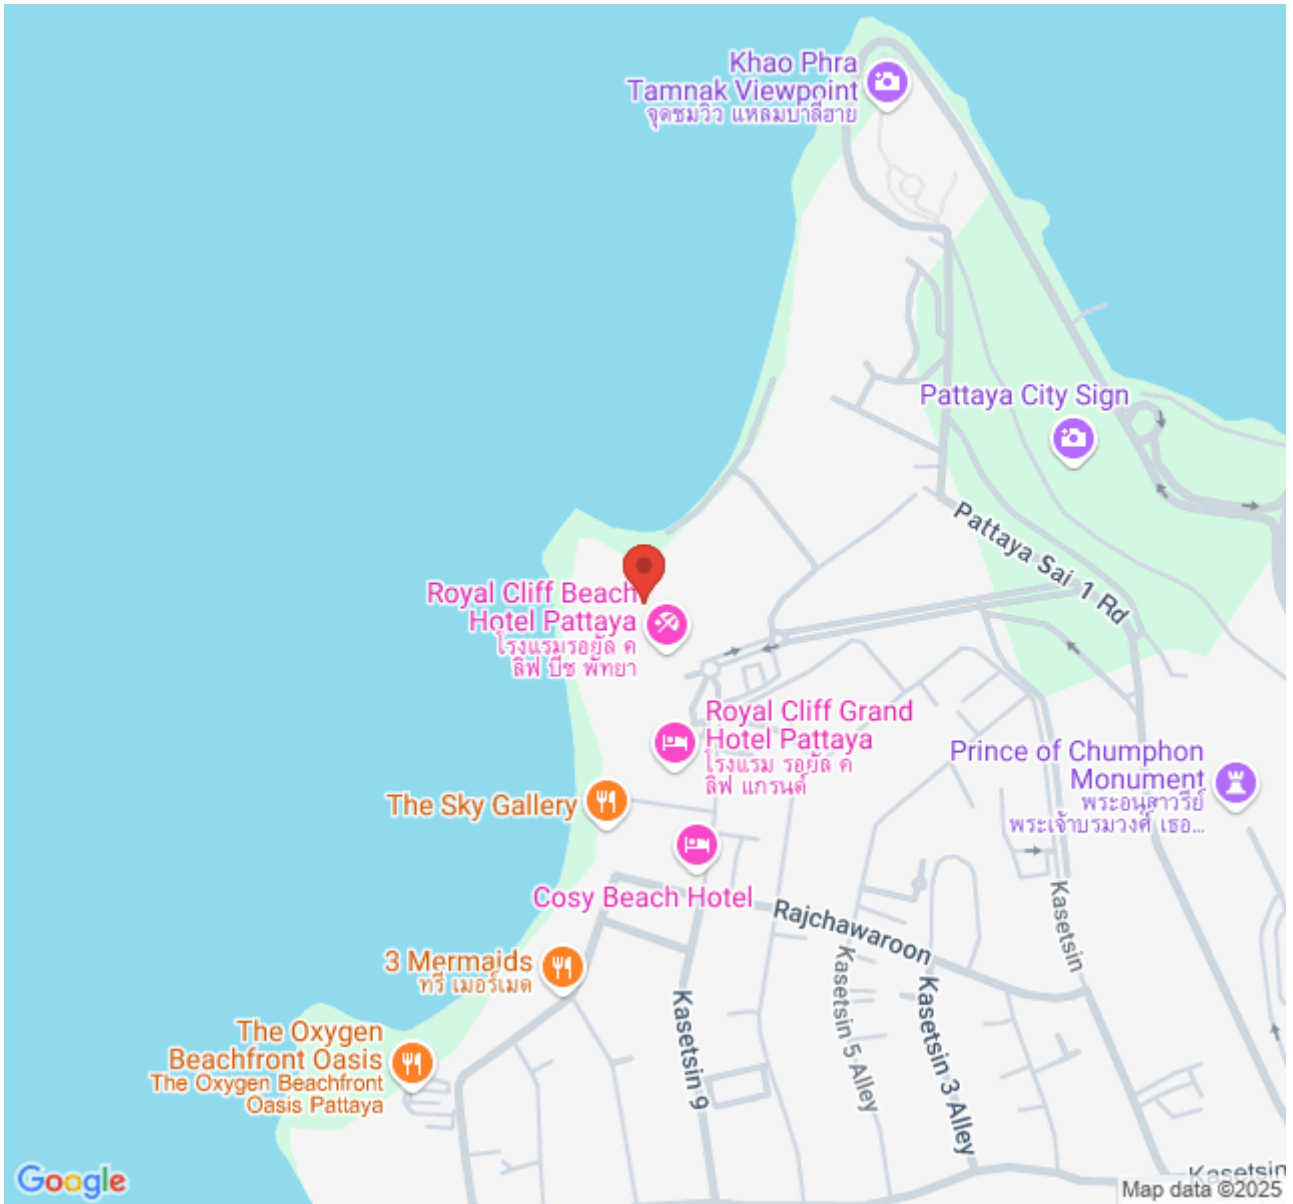 Khao Phra
Tamnak Viewpoint
จุดชมวิว แหลมบาลีฮาย
Pattaya City Sign
Pattaya Sai 1 Rd
Royal Cliff Beach
Hotel Pattaya
โรงแรมรอยัล ค
ลิฟ บีช พัทยา
Royal Cliff Grand
Hotel Pattaya
โรงแรม รอยัล ค
ลิฟ แกรนด์
Prince of Chumphon
Monument
พระอนุสาวรีย์
พระเจ้าบรมวงศ์ เธอ...
The Sky Gallery
Cosy Beach Hotel
Rajchawaroon
Kasetsin
3 Mermaids
ทรี เมอร์เมด
Kasetsin 9
Kasetsin 5 Alley
Kasetsin 3 Alley
The Oxygen
Beachfront Oasis
The Oxygen Beachfront
Oasis Pattaya
Kasetsin
Google
Map data ©2025